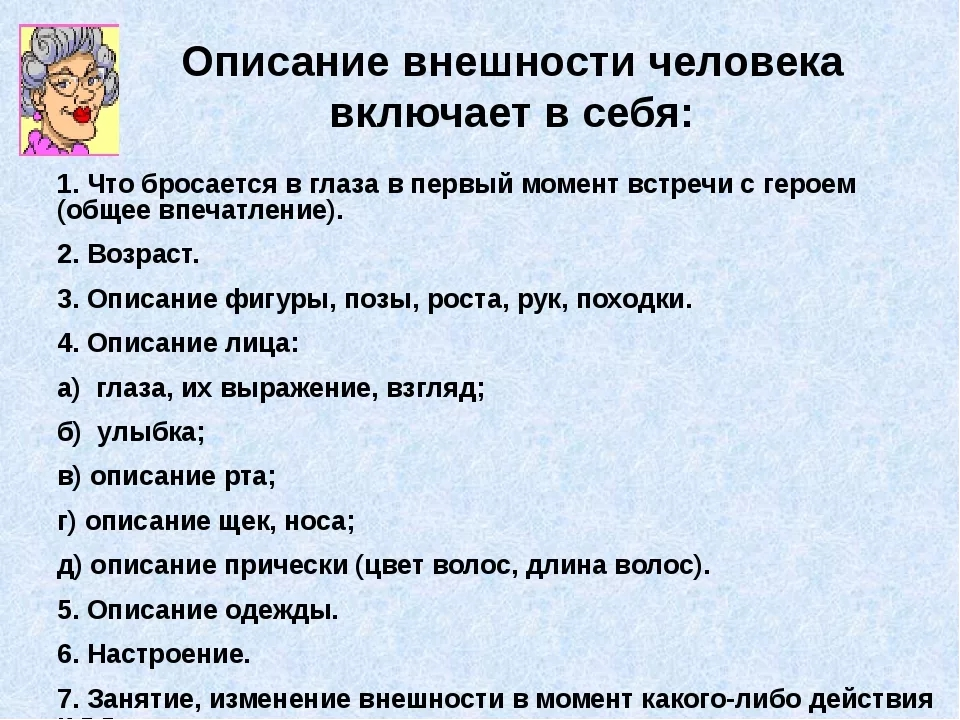 Описание внешности человека
включает в себя:
1. Что бросается в глаза в первый момент встречи с героем
(общее впечатление).
2. Возраст.
3. Описание фигуры, позы, роста, рук, походки.
4. Описание лица:
а) глаза, их выражение, взгляд;
б) улыбка;
в) описание рта;
г) описание щек, носа;
д) описание прически (цвет волос, длина волос).
5. Описание одежды.
6. Настроение.
7. Занятие, изменение внешности в момент какого-либо действия